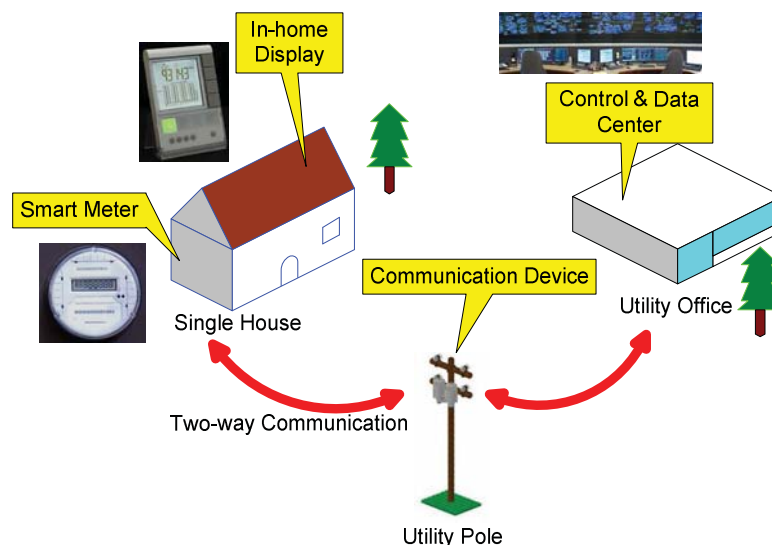 In-home
Display
Control & Data
Center
Smart Meter
Communication Device
Single House
Utility Office
Two-way Communication
Utility Pole